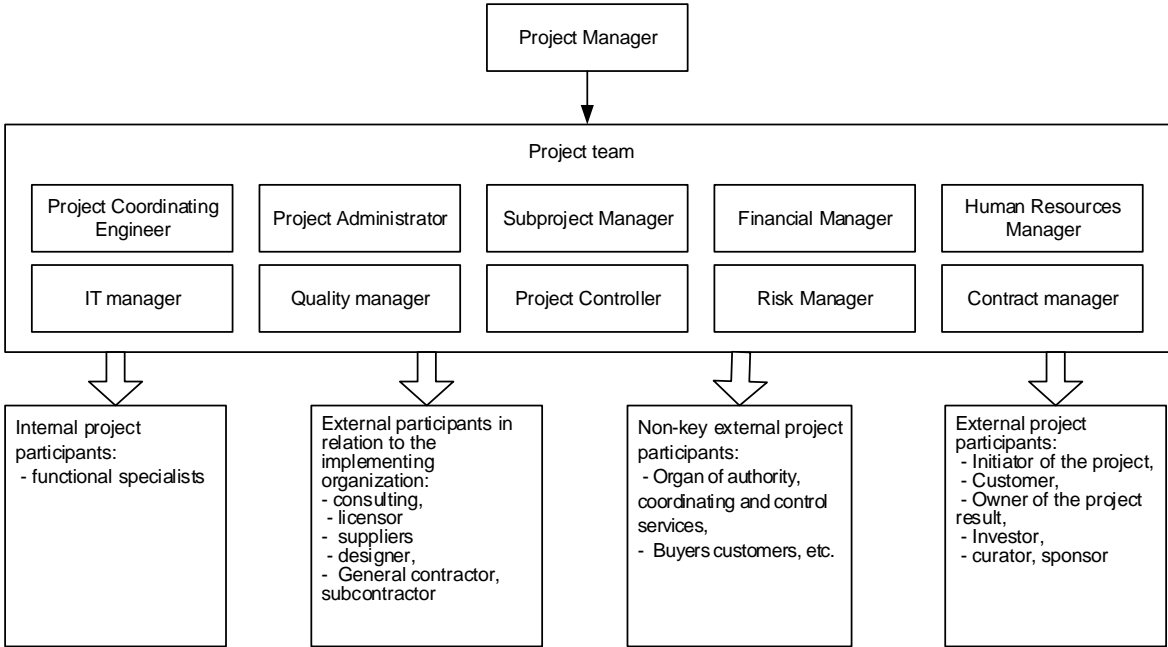 Project Manager
Project team
Project Coordinating
Engineer
Project Administrator
Subproject Manager
Financial Manager
Human Resources
Manager
IT manager
Quality manager
Project Controller
Risk Manager
Contract manager
Internal project
participants:
- functional specialists
External participants in
relation to the
implementing
organization:
- consulting,
- licensor
- suppliers
- designer,
- General contractor,
subcontractor
Non-key external project
participants:
- Organ of authority,
coordinating and control
services,
- Buyers customers, etc.
External project
participants:
- Initiator of the project,
- Customer,
- Owner of the project
result,
- Investor,
- curator, sponsor